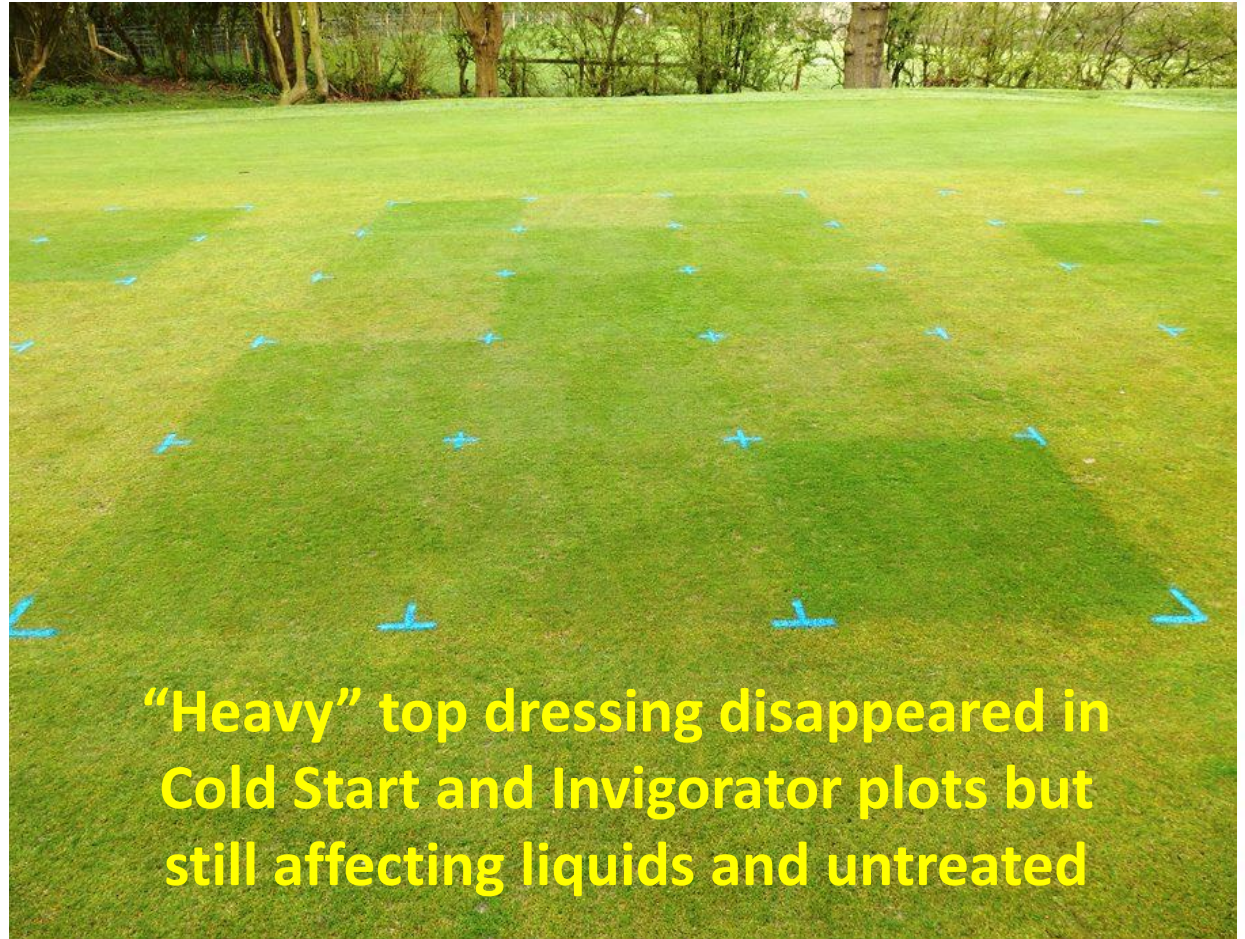 “Heavy” top dressing disappeared in
Cold Start and Invigorator plots but
still affecting liquids and untreated